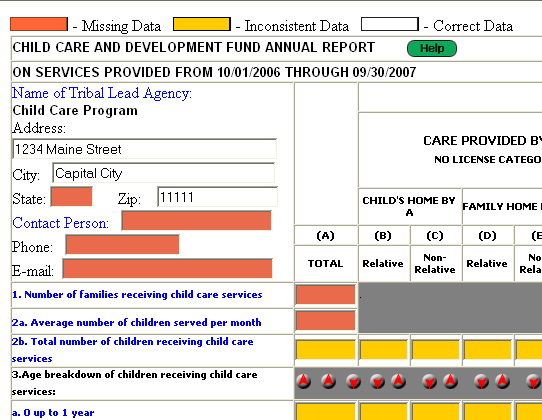 - Missing Data - Inconsistent Data - Correct Data
CHILD CARE AND DEVELOPMENT FUND ANNUAL REPORT Help
ON SERVICES PROVIDED FROM 10/01/2006 THROUGH 09/30/2007
Name of Tribal Lead Agency:
Child Care Program
Address:
1234 Maine Street
City: Capital City
State: Zip: 11111
Contact Person:
Phone:
E-mail:
CARE PROVIDED BY
NO LICENSE CATEGO
CHILD'S HOME BY
A
FAMILY HOME
(A) (B) (C) (D) (E
TOTAL Relative Non-
Relative Relative No
Rela
1. Number of families receiving child care services
2a. Average number of children served per month
2b. Total number of children receiving child care
services
3.Age breakdown of children receiving child care
services:
a. 0 up to 1 year